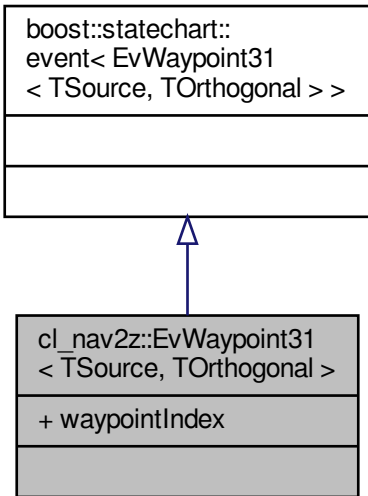 boost::statechart::
event< EvWaypoint31
< TSource, TOrthogonal > >
cl_nav2z::EvWaypoint31
< TSource, TOrthogonal >
+ waypointIndex